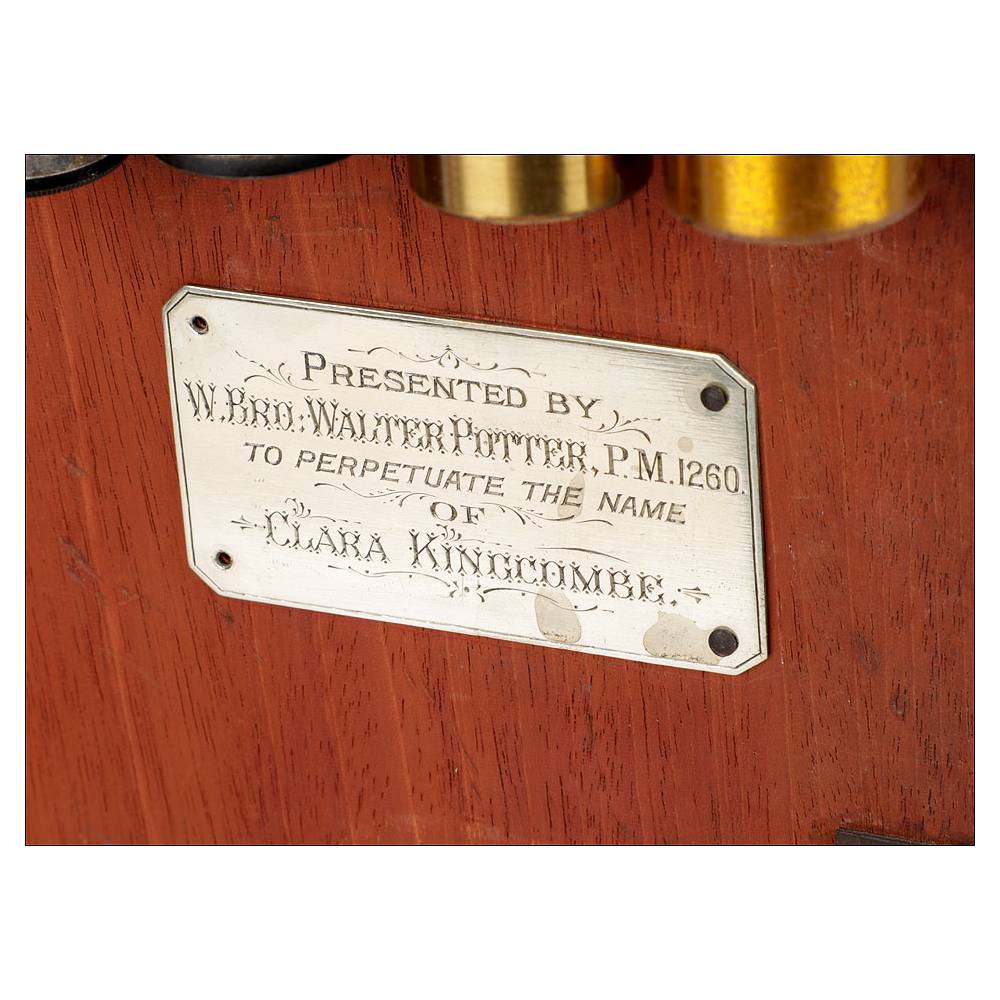 PRESENTED BY
W. BRO: WALTER POTTER, P.M. 1260.
TO PERPETUATE THE NAME
OF
CLARA KINGCOMBE.